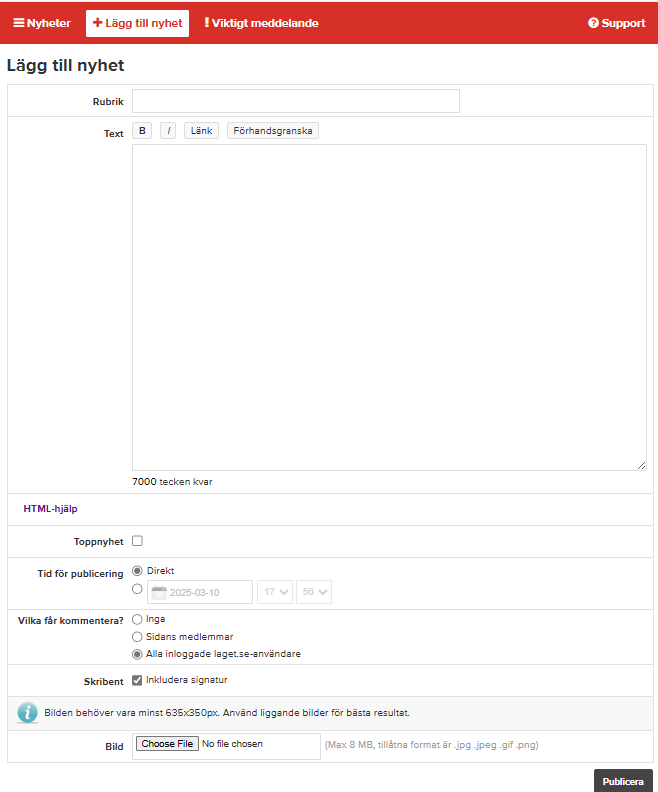 Nyheter Lägg till nyhet Viktigt meddelande Support
Lägg till nyhet
Rubrik
Text B I Länk Förhandsgranska
7000 tecken kvar
HTML-hjälp
Toppnyhet
Tid för publicering Direkt
2025-03-10 17 56
Vilka får kommentera? Inga
Sidans medlemmar
Alla inloggade laget.se-användare
Skribent Inkludera signatur
Bilden behöver vara minst 635x350px. Använd liggande bilder för bästa resultat.
Bild Choose File No file chosen (Max 8 MB, tillåtna format är .jpg .jpeg .gif .png)
Publicera